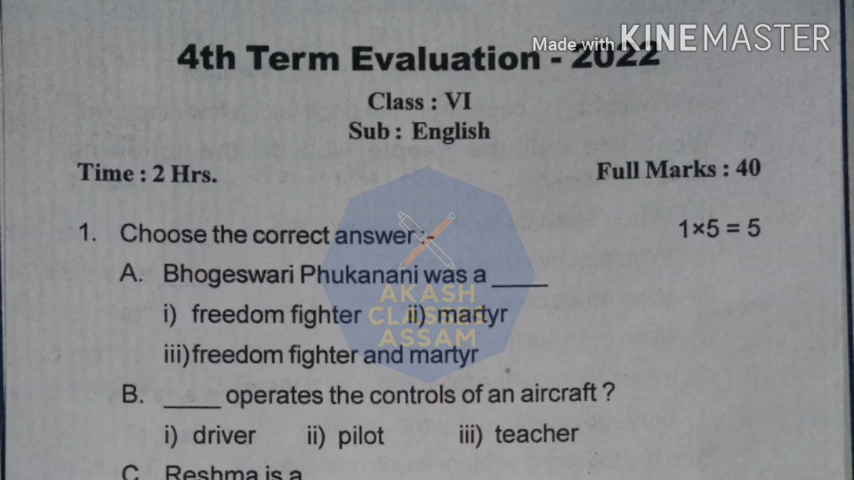 Made with KINEMASTER
4th Term Evaluation - 2022
Class : VI
Sub : English
Time : 2 Hrs. Full Marks : 40
1. Choose the correct answer :- 1×5 = 5
A. Bhogeswari Phukanani was a ____
i) freedom fighter ii) martyr
iii) freedom fighter and martyr
AKASH
CLASSES
ASSAM
B. ____ operates the controls of an aircraft ?
i) driver ii) pilot iii) teacher
C Reshma is a